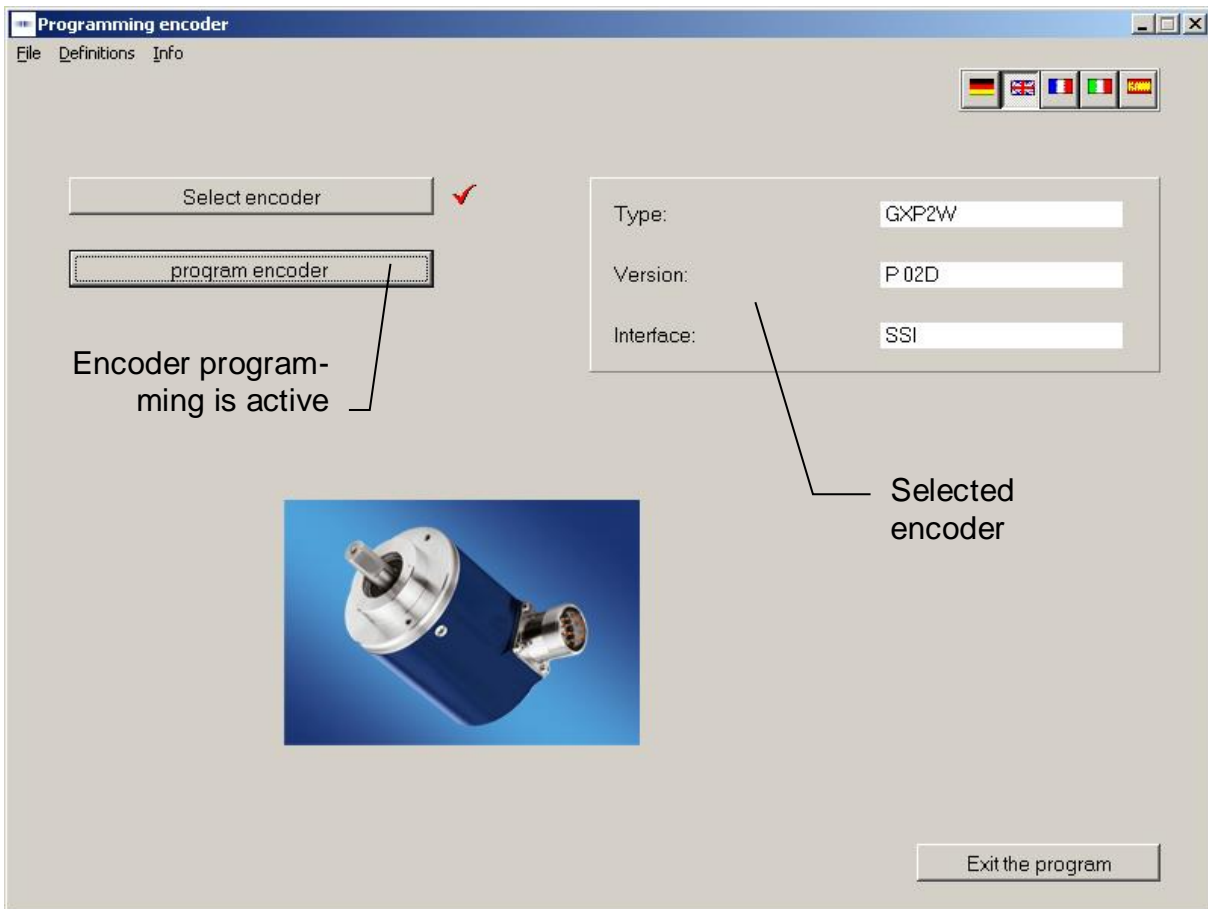 Programming encoder
File Definitions Info
Select encoder
program encoder
Type: GXP2W
Version: P 02D
Interface: SSI
Encoder program-
ming is active
Selected
encoder
Exit the program